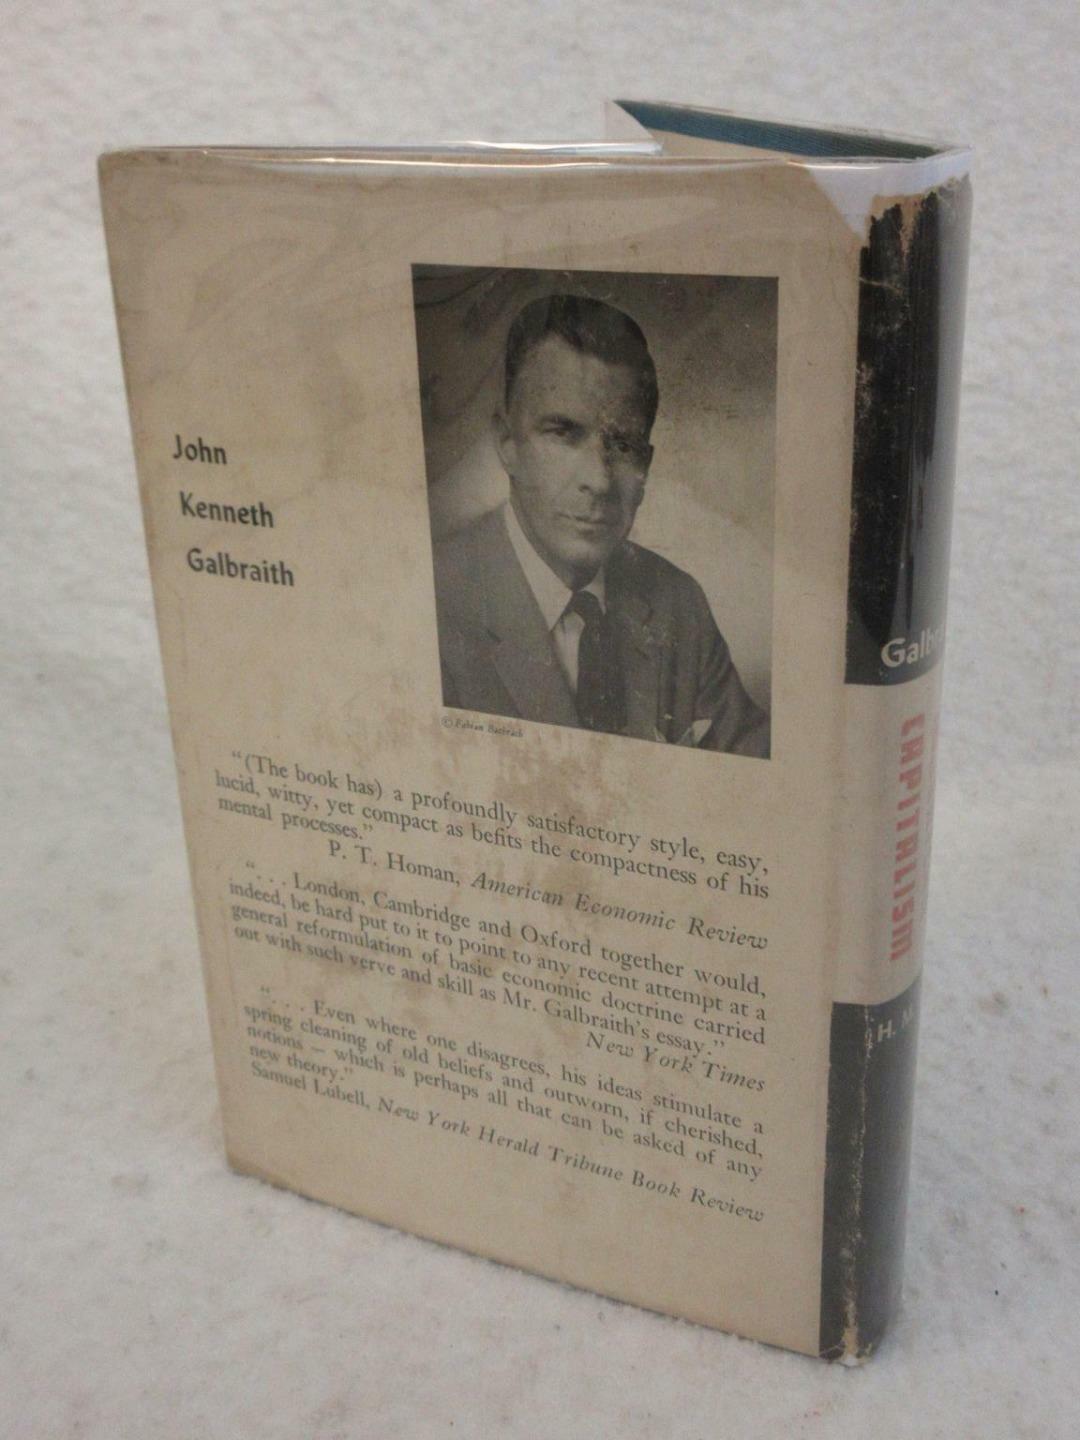 John
Kenneth
Galbraith
© Fabian Bachrach
“(The book has) a profoundly satisfactory style, easy,
lucid, witty, yet compact as befits the compactness of his
mental processes.”
P. T. Homan, American Economic Review
“. . . London, Cambridge and Oxford together would,
indeed, be hard put to it to point to any recent attempt at a
general reformulation of basic economic doctrine carried
out with such verve and skill as Mr. Galbraith’s essay.”
New York Times
“. . . Even where one disagrees, his ideas stimulate a
spring cleaning of old beliefs and outworn, if cherished,
notions — which is perhaps all that can be asked of any
new theory.”
Samuel Lubell, New York Herald Tribune Book Review
Galb
CAPITALISM
H. M